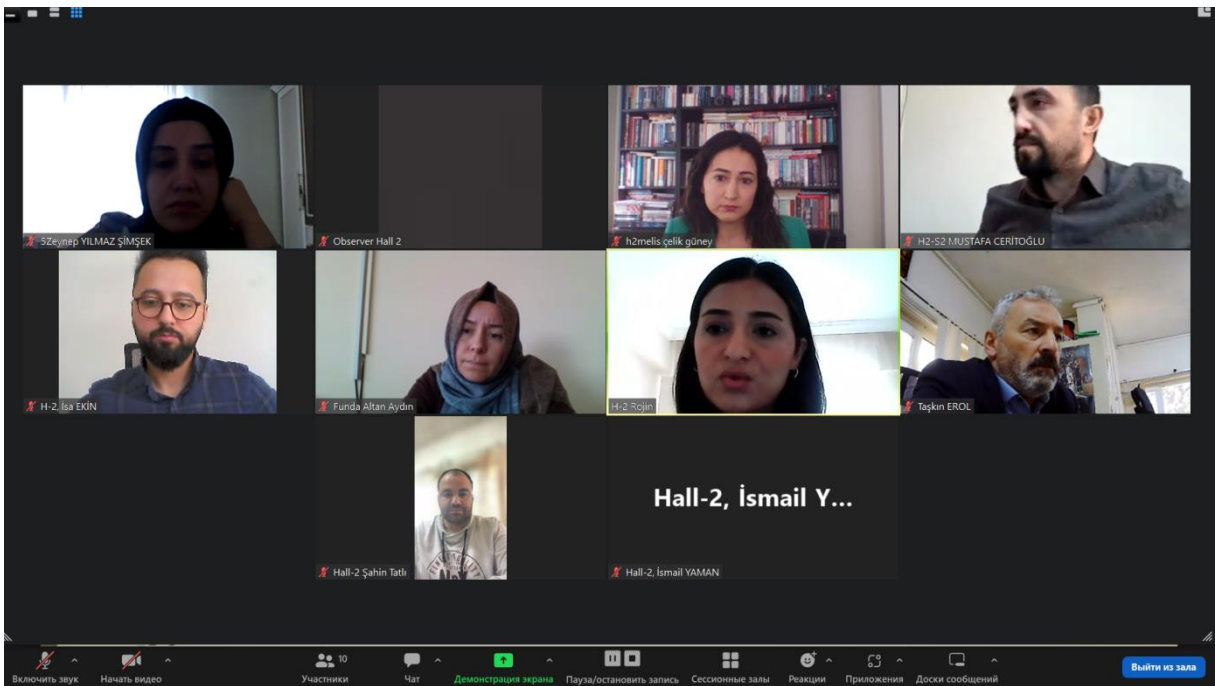 5Zeynep YILMAZ ŞİMŞEK
Observer Hall 2
h2melis çelik güney
H2-S2 MUSTAFA CERİTOĞLU
H-2, İsa EKİN
Funda Altan Aydın
H-2 Rojin
Taşkın EROL
Hall-2 Şahin Tatlı
Hall-2, İsmail Y...
Hall-2, İsmail YAMAN
Включить звук
Начать видео
Участники
10
Чат
Демонстрация экрана
Пауза/остановить запись
Сессионные залы
Реакции
Приложения
Доски сообщений
Выйти из зала